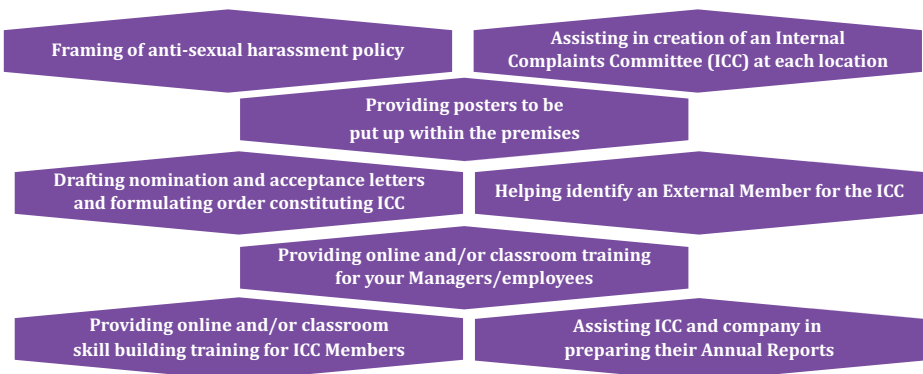 Framing of anti-sexual harassment policy
Assisting in creation of an Internal
Complaints Committee (ICC) at each location
Providing posters to be
put up within the premises
Drafting nomination and acceptance letters
and formulating order constituting ICC
Helping identify an External Member for the ICC
Providing online and/or classroom training
for your Managers/employees
Providing online and/or classroom
skill building training for ICC Members
Assisting ICC and company in
preparing their Annual Reports